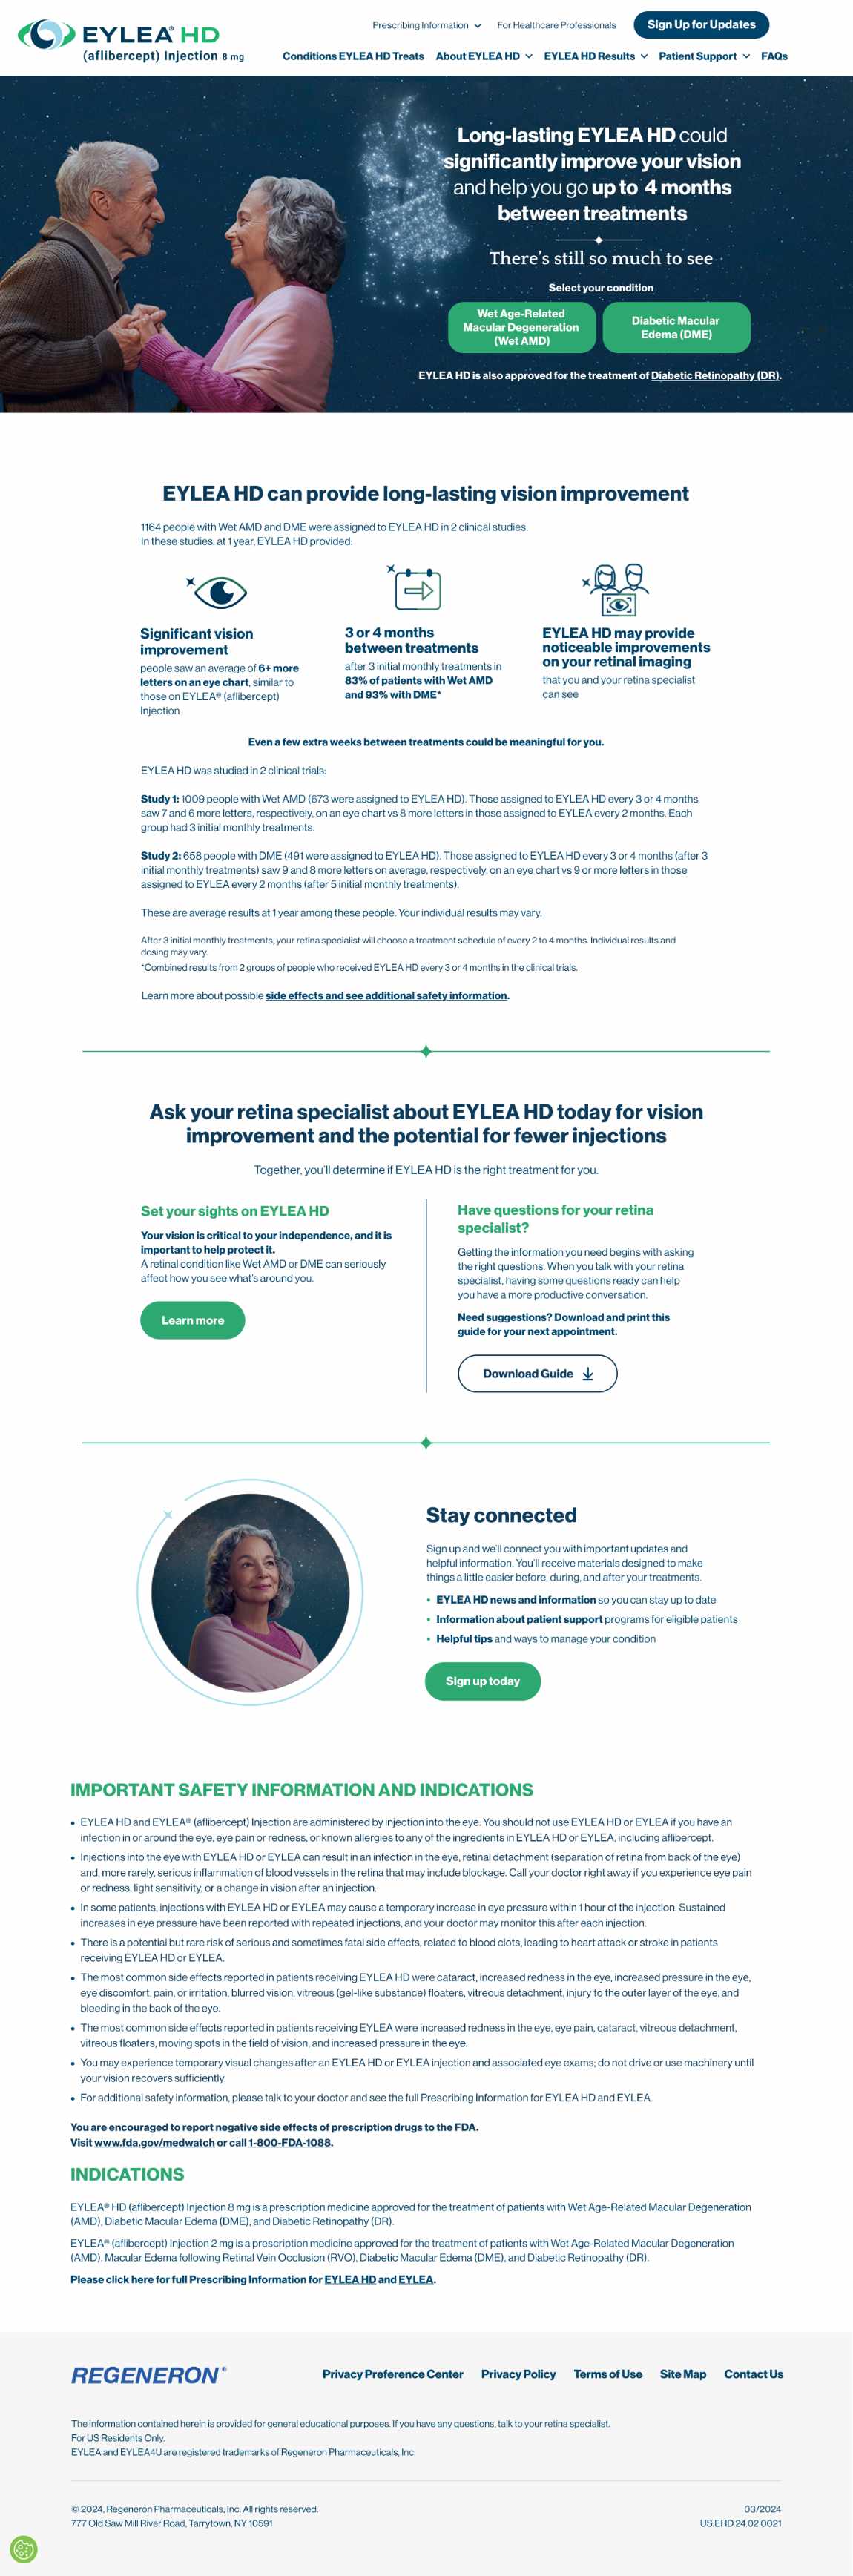 EYLEA® HD
(aflibercept) Injection 8 mg
Prescribing Information
For Healthcare Professionals
Sign Up for Updates
Conditions EYLEA HD Treats
About EYLEA HD
EYLEA HD Results
Patient Support
FAQs
Long-lasting EYLEA HD could
significantly improve your vision
and help you go up to 4 months
between treatments
There's still so much to see
Select your condition
Wet Age-Related
Macular Degeneration
(Wet AMD)
Diabetic Macular
Edema (DME)
EYLEA HD is also approved for the treatment of Diabetic Retinopathy (DR).
EYLEA HD can provide long-lasting vision improvement
1164 people with Wet AMD and DME were assigned to EYLEA HD in 2 clinical studies.
In these studies, at 1 year, EYLEA HD provided:
Significant vision
improvement
people saw an average of 6+ more
letters on an eye chart, similar to
those on EYLEA® (aflibercept)
Injection
3 or 4 months
between treatments
after 3 initial monthly treatments in
83% of patients with Wet AMD
and 93% with DME*
EYLEA HD may provide
noticeable improvements
on your retinal imaging
that you and your retina specialist
can see
Even a few extra weeks between treatments could be meaningful for you.
EYLEA HD was studied in 2 clinical trials:
Study 1: 1009 people with Wet AMD (673 were assigned to EYLEA HD). Those assigned to EYLEA HD every 3 or 4 months
saw 7 and 6 more letters, respectively, on an eye chart vs 8 more letters in those assigned to EYLEA every 2 months. Each
group had 3 initial monthly treatments.
Study 2: 658 people with DME (491 were assigned to EYLEA HD). Those assigned to EYLEA HD every 3 or 4 months (after 3
initial monthly treatments) saw 9 and 8 more letters on average, respectively, on an eye chart vs 9 or more letters in those
assigned to EYLEA every 2 months (after 5 initial monthly treatments).
These are average results at 1 year among these people. Your individual results may vary.
After 3 initial monthly treatments, your retina specialist will choose a treatment schedule of every 2 to 4 months. Individual results and
dosing may vary.
*Combined results from 2 groups of people who received EYLEA HD every 3 or 4 months in the clinical trials.
Learn more about possible side effects and see additional safety information.
Ask your retina specialist about EYLEA HD today for vision
improvement and the potential for fewer injections
Together, you'll determine if EYLEA HD is the right treatment for you.
Set your sights on EYLEA HD
Your vision is critical to your independence, and it is
important to help protect it.
A retinal condition like Wet AMD or DME can seriously
affect how you see what's around you.
Learn more
Have questions for your retina
specialist?
Getting the information you need begins with asking
the right questions. When you talk with your retina
specialist, having some questions ready can help
you have a more productive conversation.
Need suggestions? Download and print this
guide for your next appointment.
Download Guide
Stay connected
Sign up and we'll connect you with important updates and
helpful information. You'll receive materials designed to make
things a little easier before, during, and after your treatments.
• EYLEA HD news and information so you can stay up to date
• Information about patient support programs for eligible patients
• Helpful tips and ways to manage your condition
Sign up today
IMPORTANT SAFETY INFORMATION AND INDICATIONS
• EYLEA HD and EYLEA® (aflibercept) Injection are administered by injection into the eye. You should not use EYLEA HD or EYLEA if you have an
infection in or around the eye, eye pain or redness, or known allergies to any of the ingredients in EYLEA HD or EYLEA, including aflibercept.
• Injections into the eye with EYLEA HD or EYLEA can result in an infection in the eye, retinal detachment (separation of retina from back of the eye)
and, more rarely, serious inflammation of blood vessels in the retina that may include blockage. Call your doctor right away if you experience eye pain
or redness, light sensitivity, or a change in vision after an injection.
• In some patients, injections with EYLEA HD or EYLEA may cause a temporary increase in eye pressure within 1 hour of the injection. Sustained
increases in eye pressure have been reported with repeated injections, and your doctor may monitor this after each injection.
• There is a potential but rare risk of serious and sometimes fatal side effects, related to blood clots, leading to heart attack or stroke in patients
receiving EYLEA HD or EYLEA.
• The most common side effects reported in patients receiving EYLEA HD were cataract, increased redness in the eye, increased pressure in the eye,
eye discomfort, pain, or irritation, blurred vision, vitreous (gel-like substance) floaters, vitreous detachment, injury to the outer layer of the eye, and
bleeding in the back of the eye.
• The most common side effects reported in patients receiving EYLEA were increased redness in the eye, eye pain, cataract, vitreous detachment,
vitreous floaters, moving spots in the field of vision, and increased pressure in the eye.
• You may experience temporary visual changes after an EYLEA HD or EYLEA injection and associated eye exams; do not drive or use machinery until
your vision recovers sufficiently.
• For additional safety information, please talk to your doctor and see the full Prescribing Information for EYLEA HD and EYLEA.
You are encouraged to report negative side effects of prescription drugs to the FDA.
Visit www.fda.gov/medwatch or call 1-800-FDA-1088.
INDICATIONS
EYLEA® HD (aflibercept) Injection 8 mg is a prescription medicine approved for the treatment of patients with Wet Age-Related Macular Degeneration
(AMD), Diabetic Macular Edema (DME), and Diabetic Retinopathy (DR).
EYLEA® (aflibercept) Injection 2 mg is a prescription medicine approved for the treatment of patients with Wet Age-Related Macular Degeneration
(AMD), Macular Edema following Retinal Vein Occlusion (RVO), Diabetic Macular Edema (DME), and Diabetic Retinopathy (DR).
Please click here for full Prescribing Information for EYLEA HD and EYLEA.
REGENERON®
Privacy Preference Center
Privacy Policy
Terms of Use
Site Map
Contact Us
The information contained herein is provided for general educational purposes. If you have any questions, talk to your retina specialist.
For US Residents Only.
EYLEA and EYLEA4U are registered trademarks of Regeneron Pharmaceuticals, Inc.
© 2024, Regeneron Pharmaceuticals, Inc. All rights reserved.
777 Old Saw Mill River Road, Tarrytown, NY 10591
03/2024
US.EHD.24.02.0021